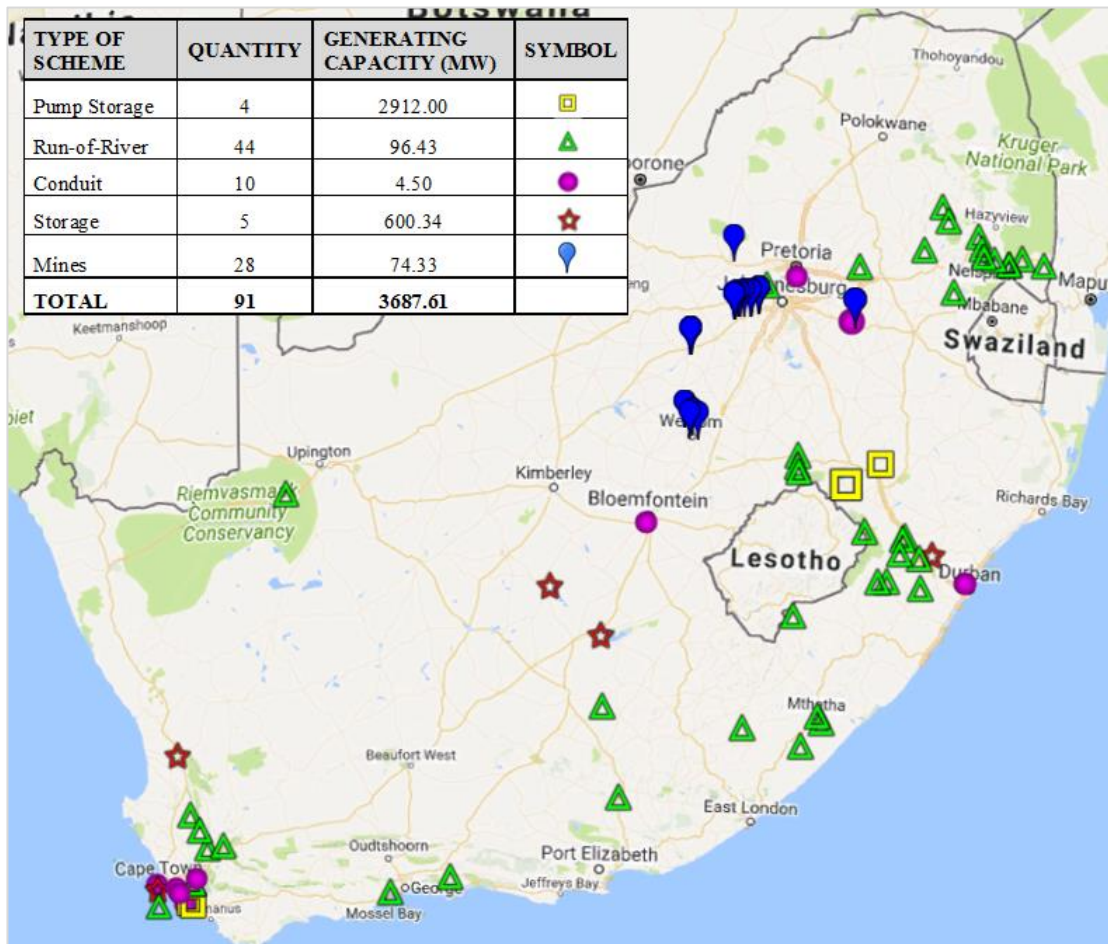 Botswana
TYPE OF SCHEME QUANTITY GENERATING CAPACITY (MW) SYMBOL
Pump Storage 4 2912.00
Run-of-River 44 96.43
Conduit 10 4.50
Storage 5 600.34
Mines 28 74.33
TOTAL 91 3687.61
Thohoyandou
Polokwane
Kruger
National Park
Hazyview
Pretoria
Mbabane
Swaziland
Keetmanshoop
Upington
Kimberley
Riemvasmaak
Community
Conservancy
Bloemfontein
Richards Bay
Lesotho
Durban
Mthatha
Beaufort West
East London
Oudtshoorn
Port Elizabeth
Cape Town
George
Jeffreys Bay
Mossel Bay